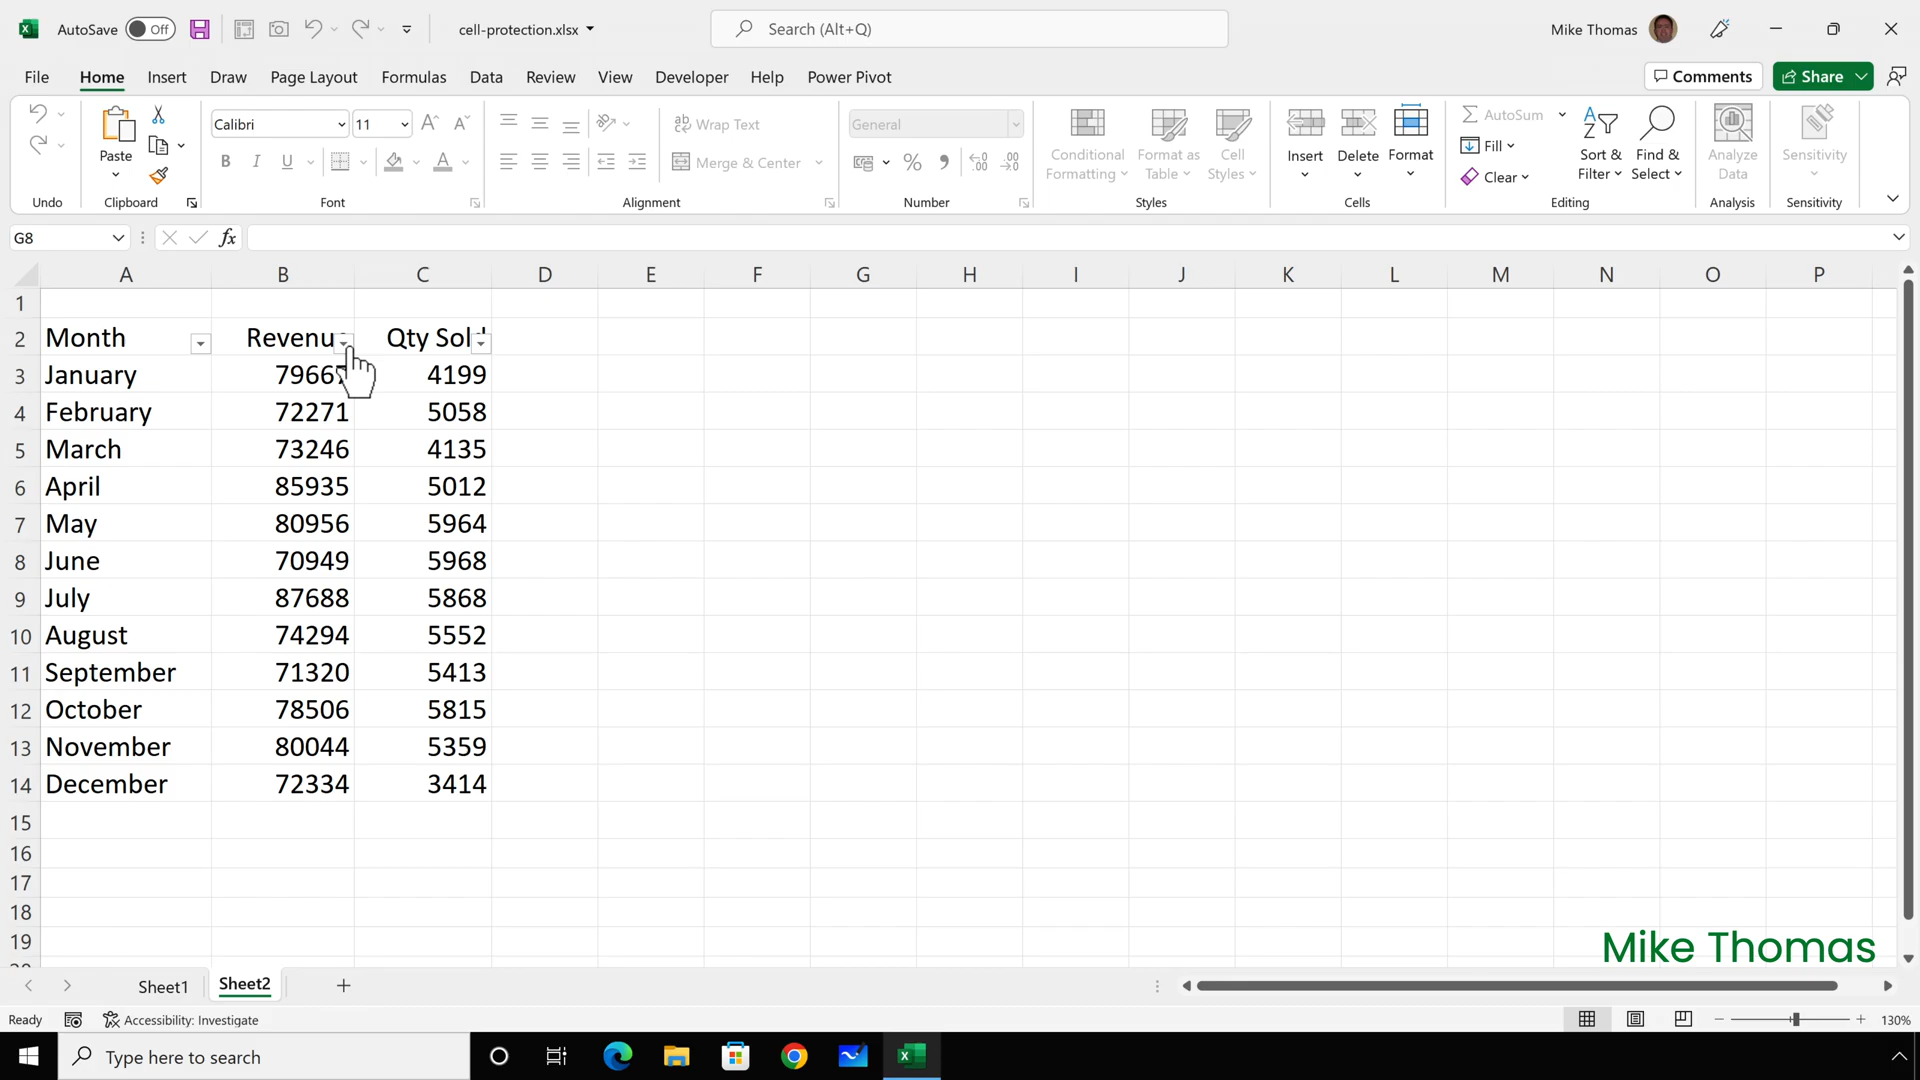 AutoSave Off cell-protection.xlsx Search (Alt+Q) Mike Thomas
File Home Insert Draw Page Layout Formulas Data Review View Developer Help Power Pivot Comments Share
Calibri 11 Wrap Text General AutoSum
Paste B I U Merge & Center % Conditional Formatting Format as Table Cell Styles Insert Delete Format Fill Sort & Filter Find & Select Analyze Data Sensitivity
Clear
Undo Clipboard Font Alignment Number Styles Cells Editing Analysis Sensitivity
G8 fx
A B C D E F G H I J K L M N O P
1
2 Month Revenue Qty Sold
3 January 79667 4199
4 February 72271 5058
5 March 73246 4135
6 April 85935 5012
7 May 80956 5964
8 June 70949 5968
9 July 87688 5868
10 August 74294 5552
11 September 71320 5413
12 October 78506 5815
13 November 80044 5359
14 December 72334 3414
15
16
17
18
19
Mike Thomas
Sheet1 Sheet2
Ready Accessibility: Investigate 130%
Type here to search